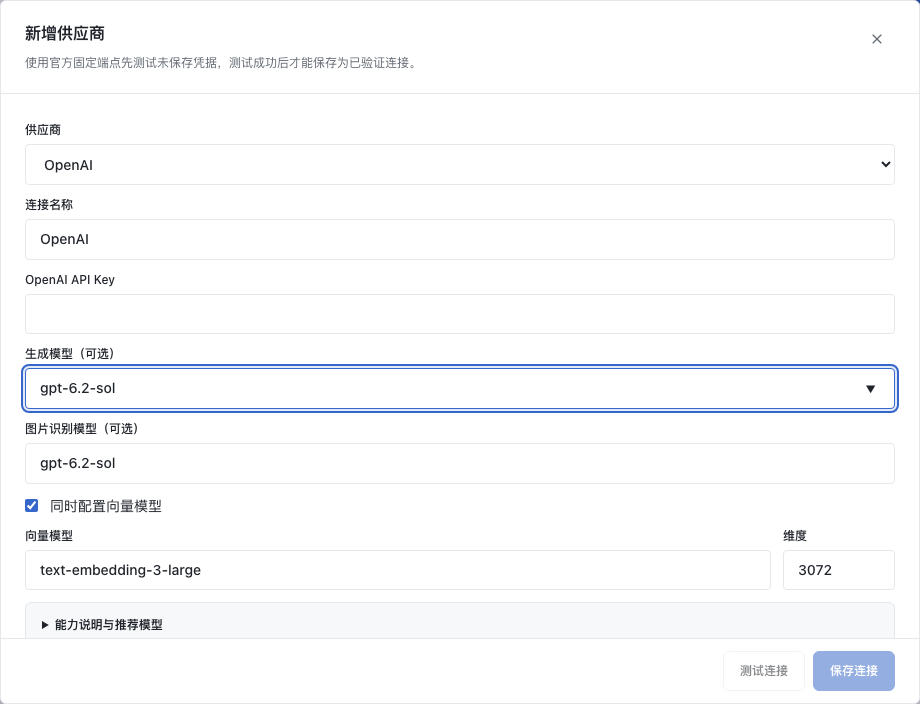 新增供应商
使用官方固定端点先测试未保存凭据，测试成功后才能保存为已验证连接。
供应商
OpenAI
连接名称
OpenAI
OpenAI API Key
生成模型（可选）
gpt-6.2-sol
图片识别模型（可选）
gpt-6.2-sol
同时配置向量模型
向量模型
维度
text-embedding-3-large
3072
能力说明与推荐模型
测试连接
保存连接